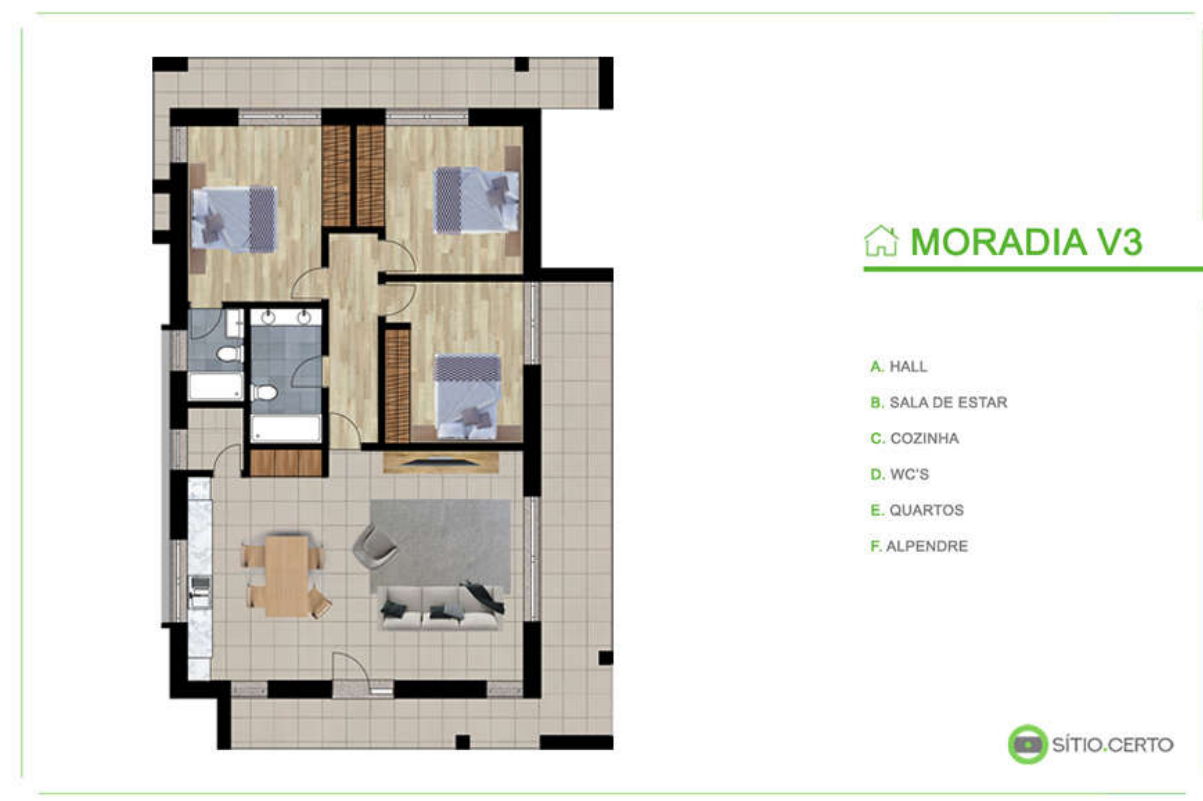 MORADIA V3
A. HALL
B. SALA DE ESTAR
C. COZINHA
D. WC'S
E. QUARTOS
F. ALPENDRE
SÍTIO.CERTO